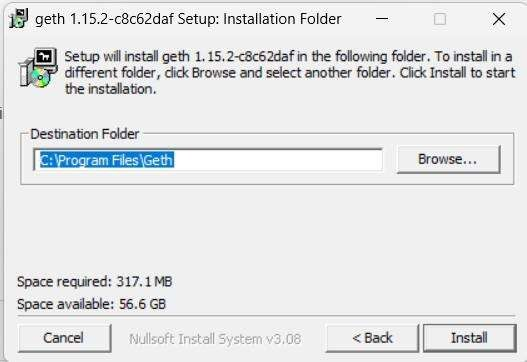 geth 1.15.2-c8c62daf Setup: Installation Folder
Setup will install geth 1.15.2-c8c62daf in the following folder. To install in a
different folder, click Browse and select another folder. Click Install to start
the installation.
Destination Folder
C:\Program Files\Geth
Browse...
Space required: 317.1 MB
Space available: 56.6 GB
Cancel
Nullsoft Install System v3.08
< Back
Install